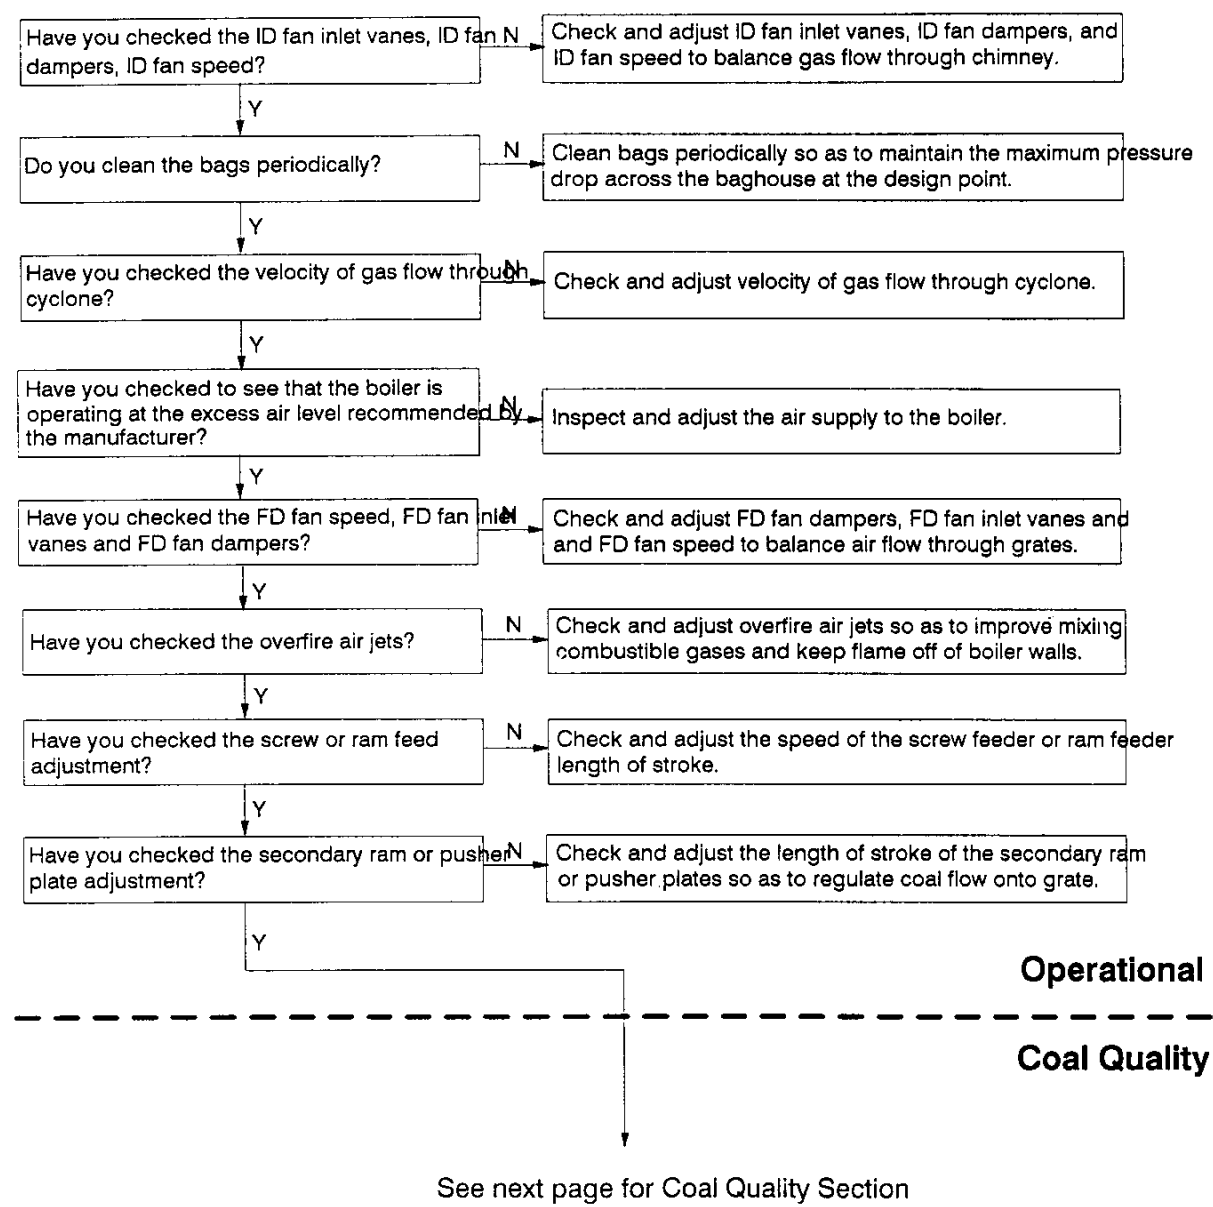 Have you checked the ID fan inlet vanes, ID fan
dampers, ID fan speed?
N
Check and adjust ID fan inlet vanes, ID fan dampers, and
ID fan speed to balance gas flow through chimney.
Y
Do you clean the bags periodically?
N
Clean bags periodically so as to maintain the maximum pressure
drop across the baghouse at the design point.
Y
Have you checked the velocity of gas flow through
cyclone?
N
Check and adjust velocity of gas flow through cyclone.
Y
Have you checked to see that the boiler is
operating at the excess air level recommended by
the manufacturer?
N
Inspect and adjust the air supply to the boiler.
Y
Have you checked the FD fan speed, FD fan inlet
vanes and FD fan dampers?
N
Check and adjust FD fan dampers, FD fan inlet vanes and
and FD fan speed to balance air flow through grates.
Y
Have you checked the overfire air jets?
N
Check and adjust overfire air jets so as to improve mixing
combustible gases and keep flame off of boiler walls.
Y
Have you checked the screw or ram feed
adjustment?
N
Check and adjust the speed of the screw feeder or ram feeder
length of stroke.
Y
Have you checked the secondary ram or pusher
plate adjustment?
N
Check and adjust the length of stroke of the secondary ram
or pusher plates so as to regulate coal flow onto grate.
Y
Operational
Coal Quality
See next page for Coal Quality Section